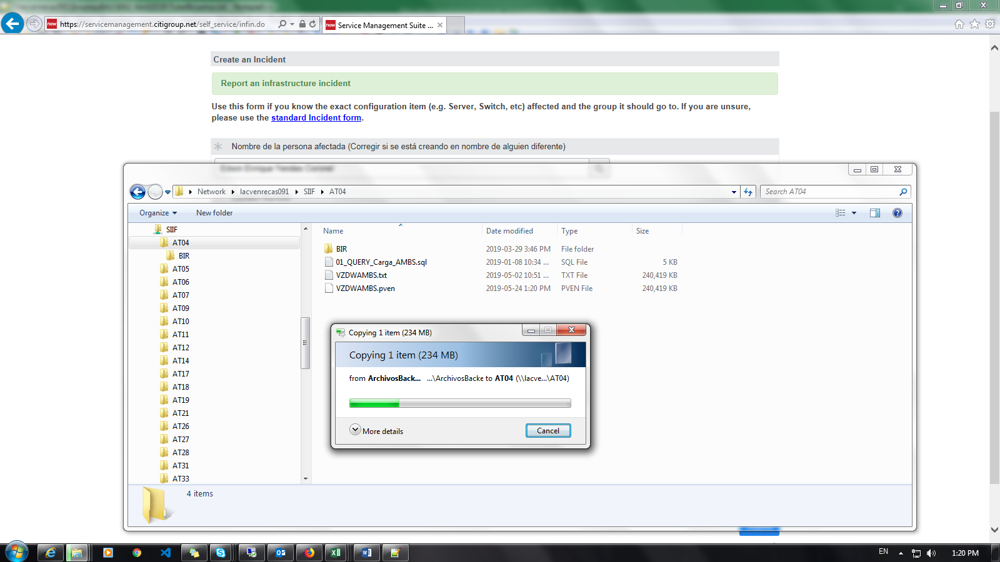 https://servicemanagement.citigroup.net/self_service/infin.do
now
Service Management Suite ...
Create an Incident
Report an infrastructure incident
Use this form if you know the exact configuration item (e.g. Server, Switch, etc) affected and the group it should go to. If you are unsure,
please use the standard Incident form.
Nombre de la persona afectada (Corregir si se está creando en nombre de alguien diferente)
Network lacvenrecas091 SIIF AT04
Search AT04
Organize New folder
SIIF
AT04
BIR
AT05
AT06
AT07
AT09
AT10
AT11
AT12
AT14
AT17
AT18
AT19
AT21
AT26
AT27
AT28
AT31
AT33
Name Date modified Type Size
BIR 2019-03-29 3:46 PM File folder
01_QUERY_Carga_AMBS.sql 2019-01-08 10:34 ... SQL File 5 KB
VZDWAMBS.txt 2019-05-02 10:51 ... TXT File 240,419 KB
VZDWAMBS.pven 2019-05-24 1:20 PM PVEN File 240,419 KB
Copying 1 item (234 MB)
Copying 1 item (234 MB)
from ArchivosBack... ...\ArchivosBacke to AT04 (\\lacve...\AT04)
More details
Cancel
4 items
EN
1:20 PM